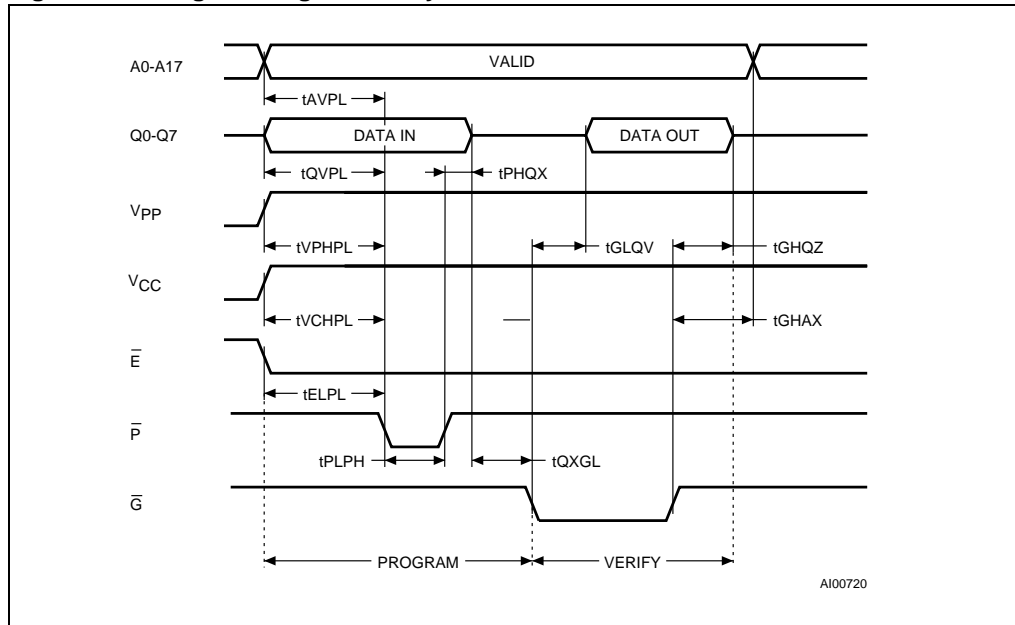 A0-A17
VALID
tAVPL
Q0-Q7
DATA IN
DATA OUT
tQVPL
tPHQX
VPP
tVPHPL
tGLQV
tGHQZ
VCC
tVCHPL
tGHAX
E
tELPL
P
tPLPH
tQXGL
G
PROGRAM
VERIFY
AI00720